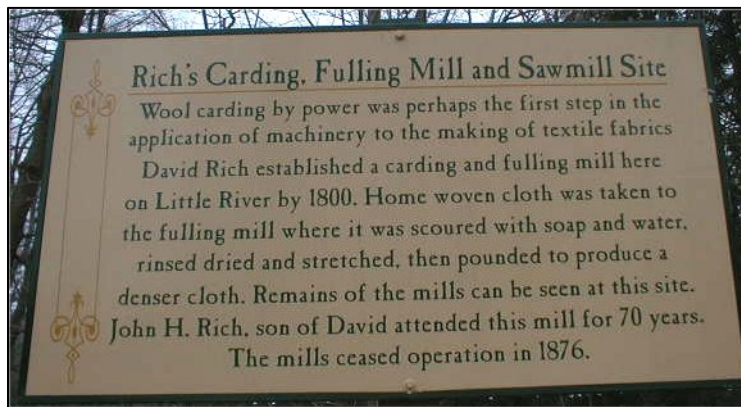 Rich's Carding, Fulling Mill and Sawmill Site
Wool carding by power was perhaps the first step in the
application of machinery to the making of textile fabrics
David Rich established a carding and fulling mill here
on Little River by 1800. Home woven cloth was taken to
the fulling mill where it was scoured with soap and water,
rinsed dried and stretched, then pounded to produce a
denser cloth. Remains of the mills can be seen at this site.
John H. Rich, son of David attended this mill for 70 years.
The mills ceased operation in 1876.